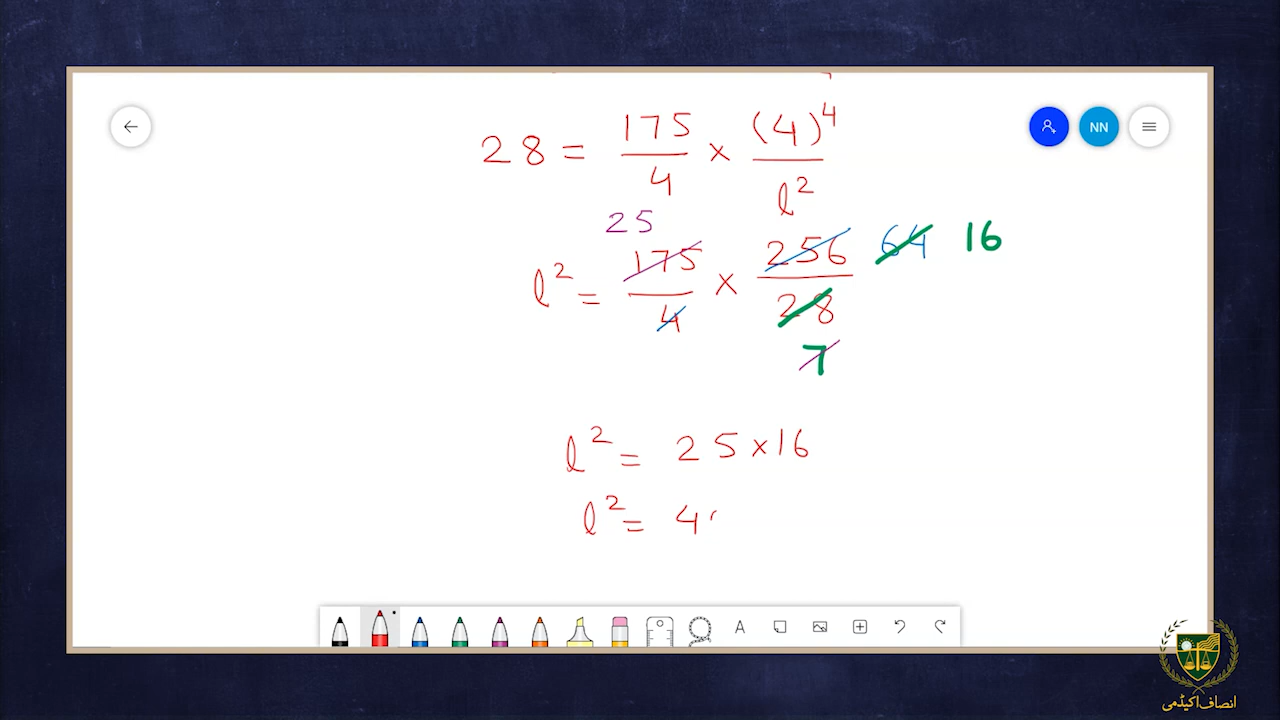 NN
28 = 175/4 × (4)^4/l^2
25
l^2 = 175/4 × 256/28 64 16
7
l^2 = 25×16
l^2 = 4
A
انصاف اکیڈمی